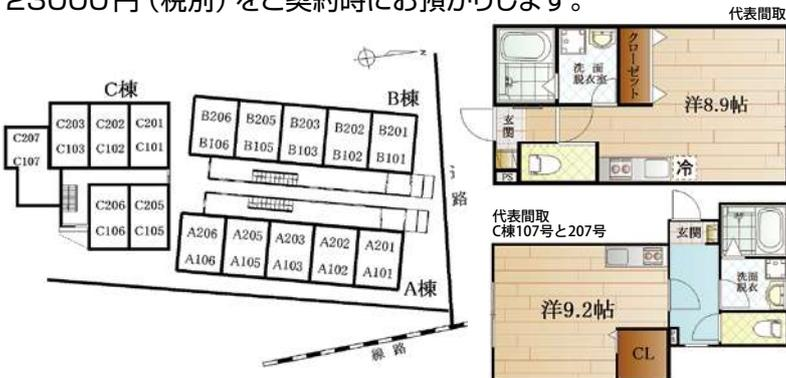 23000円（税別）をご契約時にお預かりします。
代表間取
N
C棟
B棟
C207
C107
C203 C202 C201
C103 C102 C101
C206 C205
C106 C105
B206 B205 B203 B202 B201
B106 B105 B103 B102 B101
A206 A205 A203 A202 A201
A106 A105 A103 A102 A101
A棟
路
線 路
洗 面
脱衣室
クローゼット
洋8.9帖
玄関
PS
冷
代表間取
C棟107号と207号
玄関
洗面
脱衣
洋9.2帖
CL